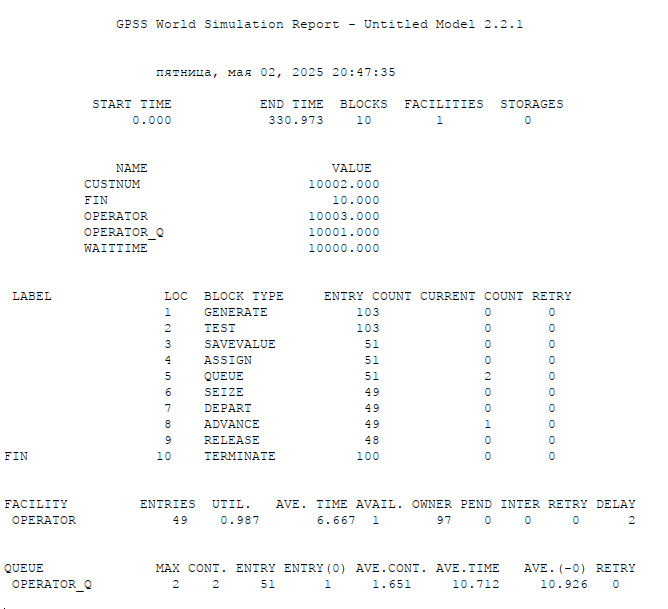 GPSS World Simulation Report - Untitled Model 2.2.1
пятница, мая 02, 2025 20:47:35
START TIME END TIME BLOCKS FACILITIES STORAGES
0.000 330.973 10 1 0
NAME VALUE
CUSTNUM 10002.000
FIN 10.000
OPERATOR 10003.000
OPERATOR_Q 10001.000
WAITTIME 10000.000
LABEL LOC BLOCK TYPE ENTRY COUNT CURRENT COUNT RETRY
1 GENERATE 103 0 0
2 TEST 103 0 0
3 SAVEVALUE 51 0 0
4 ASSIGN 51 0 0
5 QUEUE 51 2 0
6 SEIZE 49 0 0
7 DEPART 49 0 0
8 ADVANCE 49 1 0
9 RELEASE 48 0 0
FIN 10 TERMINATE 100 0 0
FACILITY ENTRIES UTIL. AVE. TIME AVAIL. OWNER PEND INTER RETRY DELAY
OPERATOR 49 0.987 6.667 1 97 0 0 0 2
QUEUE MAX CONT. ENTRY ENTRY(0) AVE.CONT. AVE.TIME AVE.(-0) RETRY
OPERATOR_Q 2 2 51 1 1.651 10.712 10.926 0